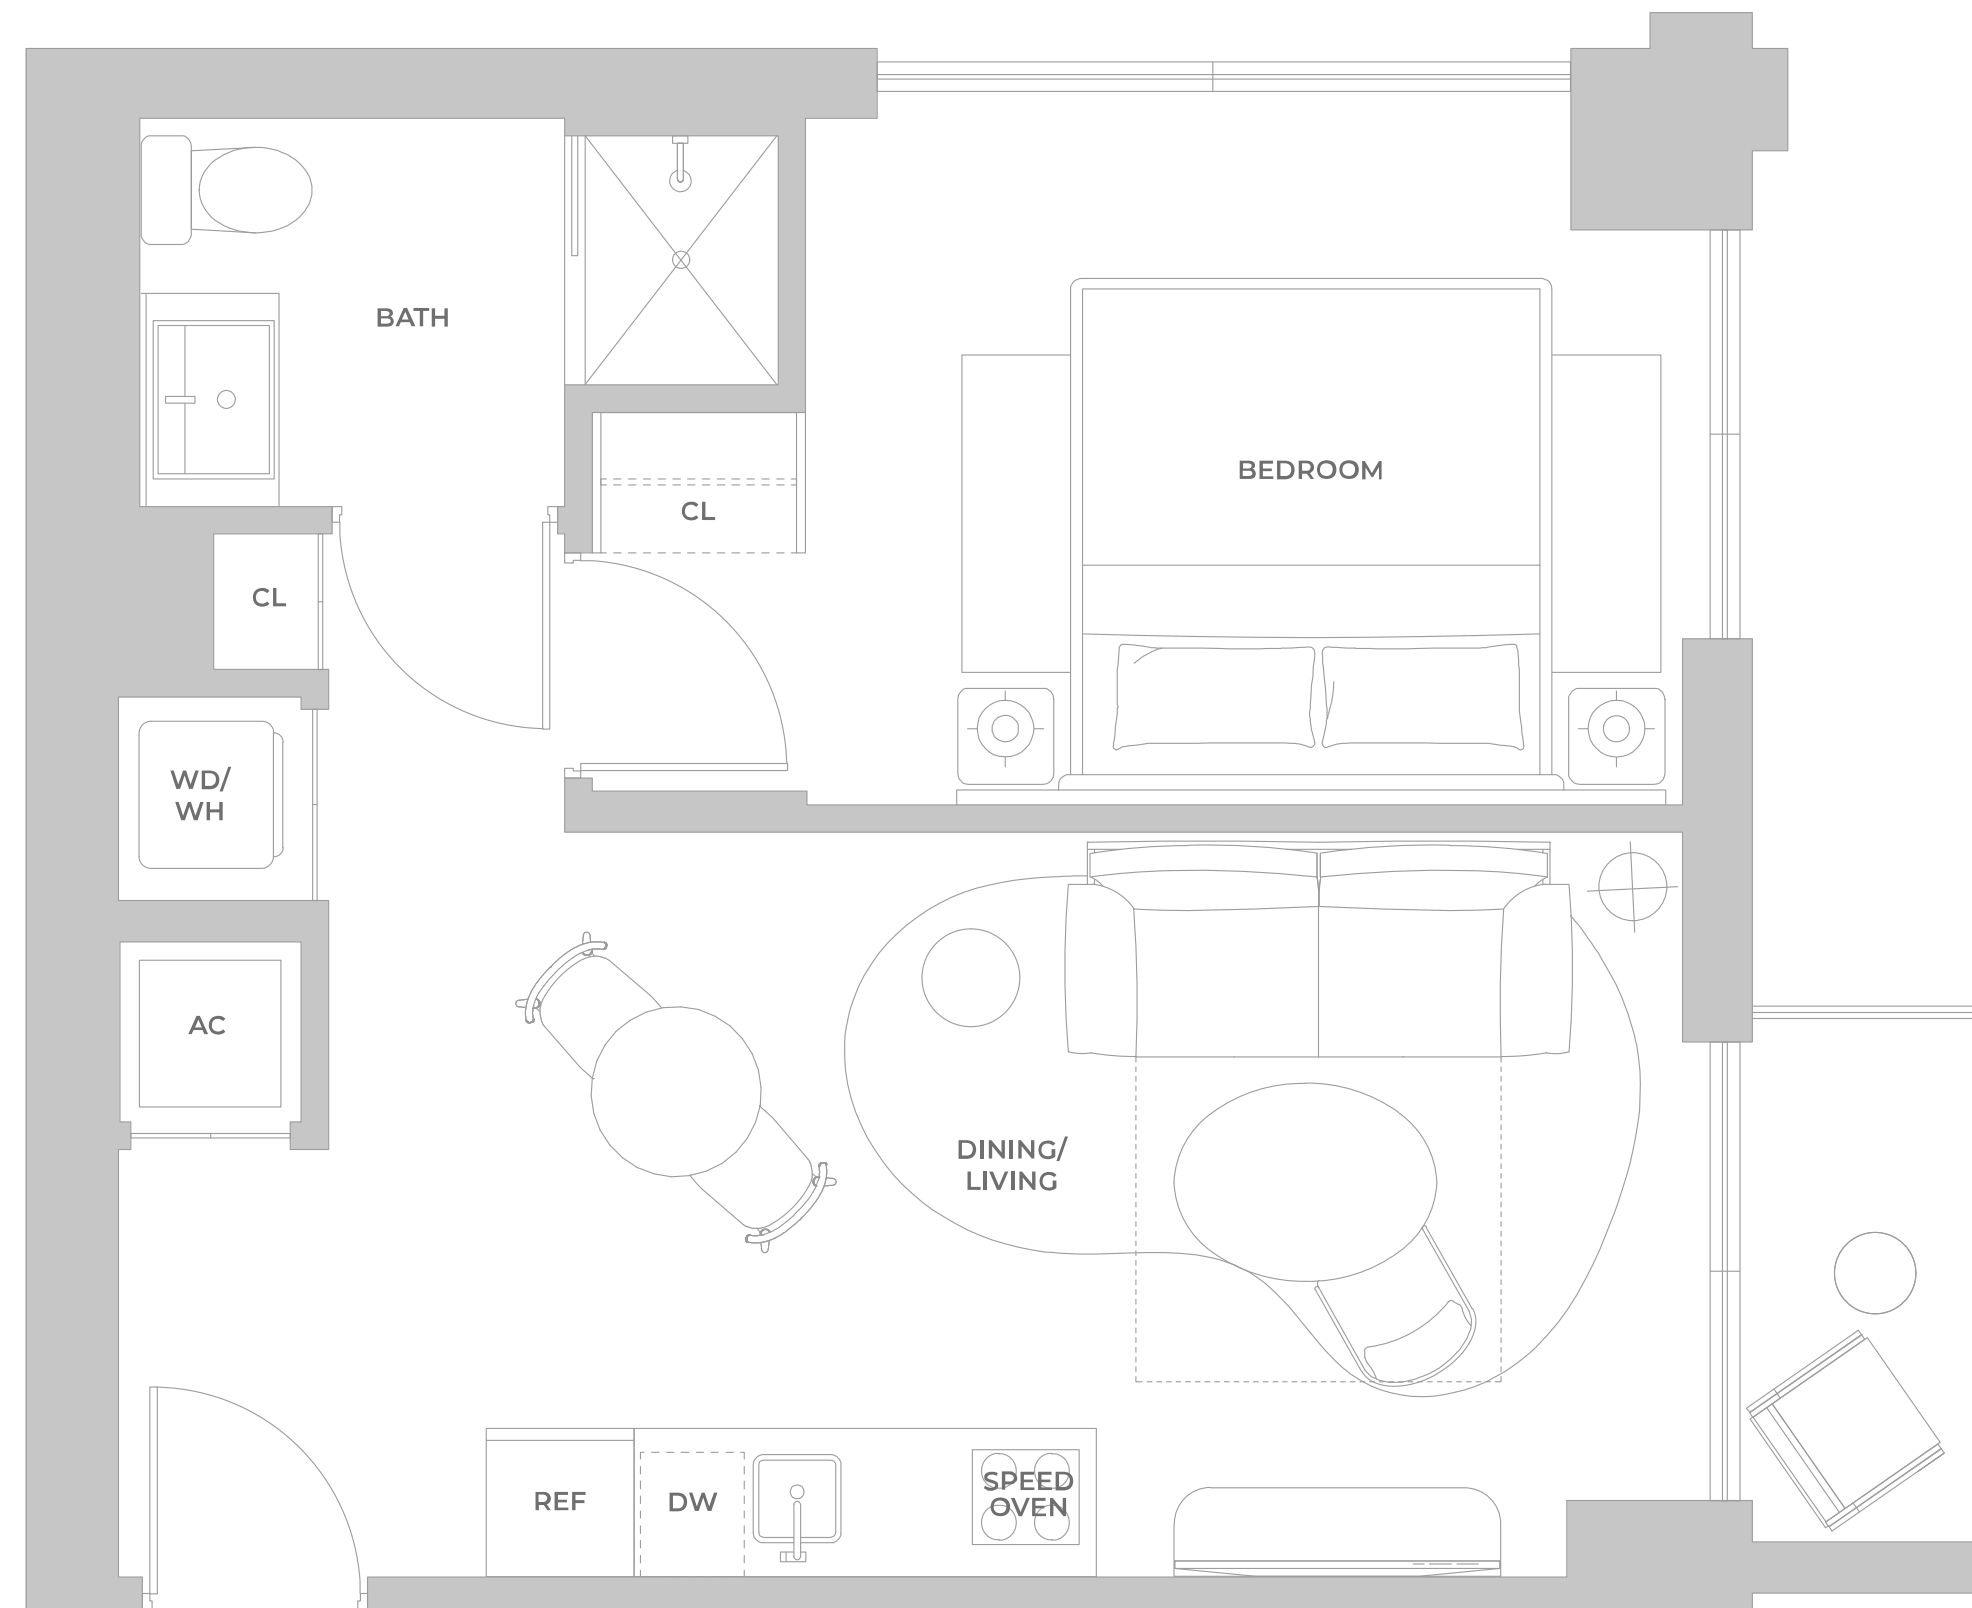 BATH
BEDROOM
CL
CL
WD/
WH
AC
DINING/
LIVING
REF
DW
SPEED
OVEN